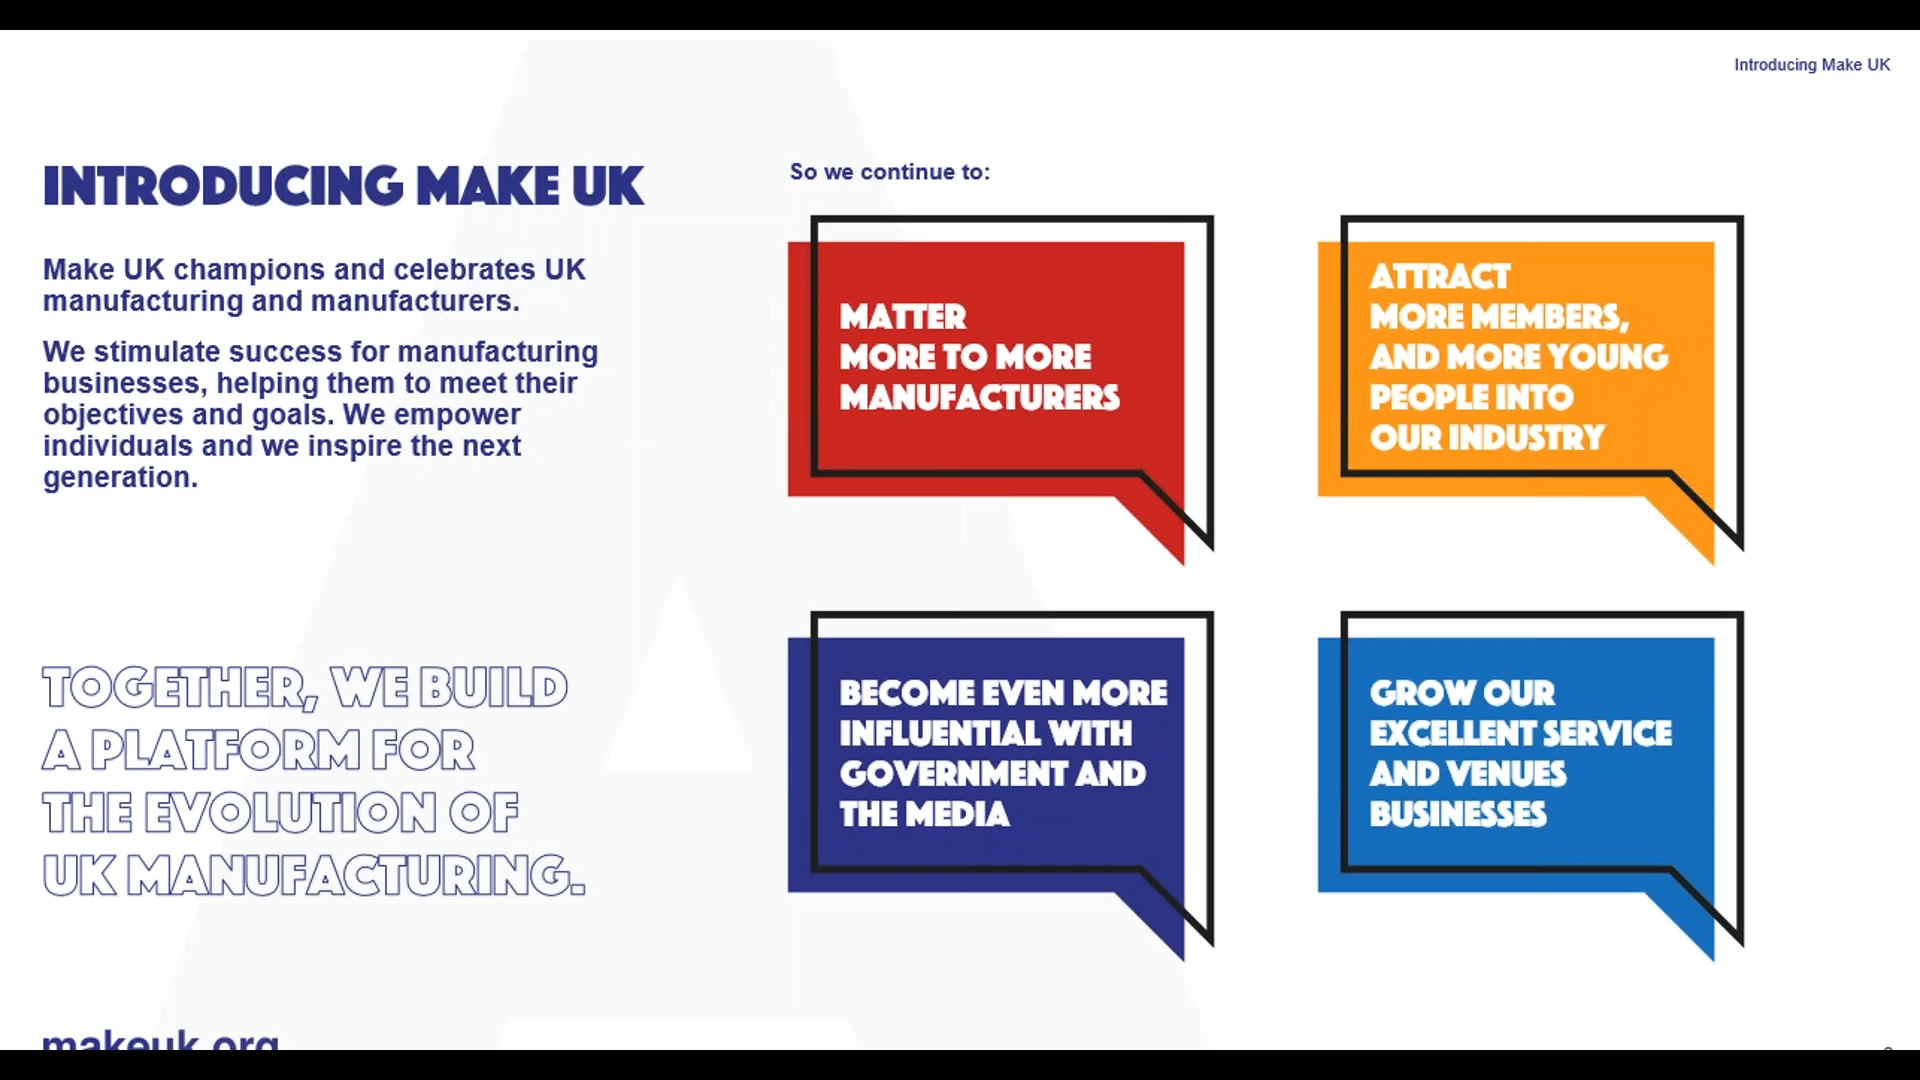 Introducing Make UK
INTRODUCING MAKE UK
Make UK champions and celebrates UK
manufacturing and manufacturers.
We stimulate success for manufacturing
businesses, helping them to meet their
objectives and goals. We empower
individuals and we inspire the next
generation.
TOGETHER, WE BUILD
A PLATFORM FOR
THE EVOLUTION OF
UK MANUFACTURING.
makeuk.org
So we continue to:
MATTER
MORE TO MORE
MANUFACTURERS
ATTRACT
MORE MEMBERS,
AND MORE YOUNG
PEOPLE INTO
OUR INDUSTRY
BECOME EVEN MORE
INFLUENTIAL WITH
GOVERNMENT AND
THE MEDIA
GROW OUR
EXCELLENT SERVICE
AND VENUES
BUSINESSES